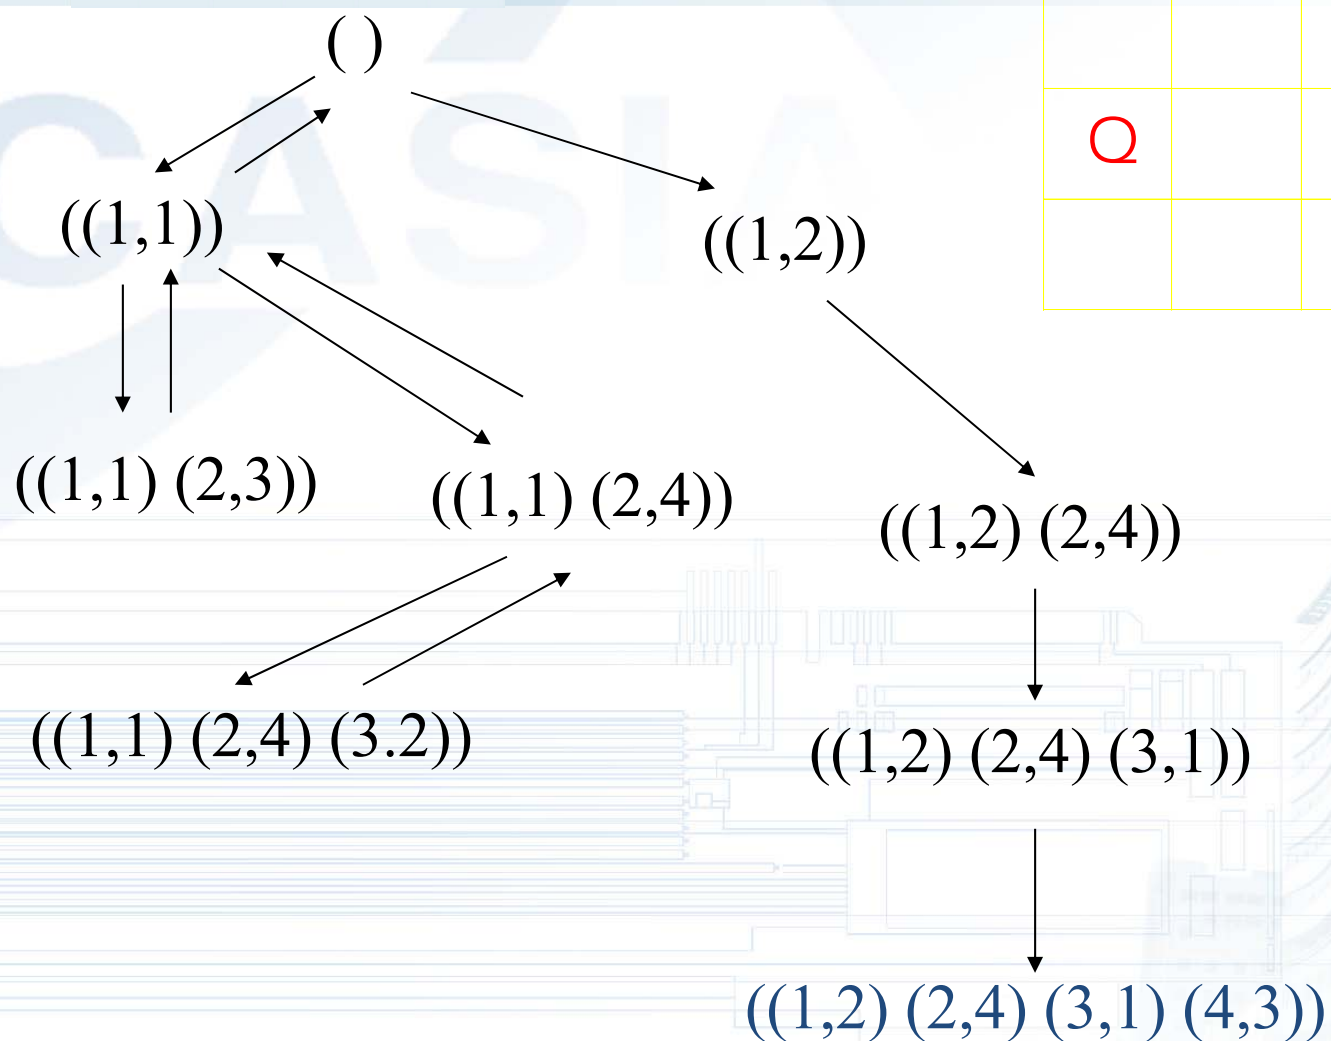 ( )
Q
((1,1))
((1,2))
((1,1) (2,3))
((1,1) (2,4))
((1,2) (2,4))
((1,1) (2,4) (3.2))
((1,2) (2,4) (3,1))
((1,2) (2,4) (3,1) (4,3))
CASIA